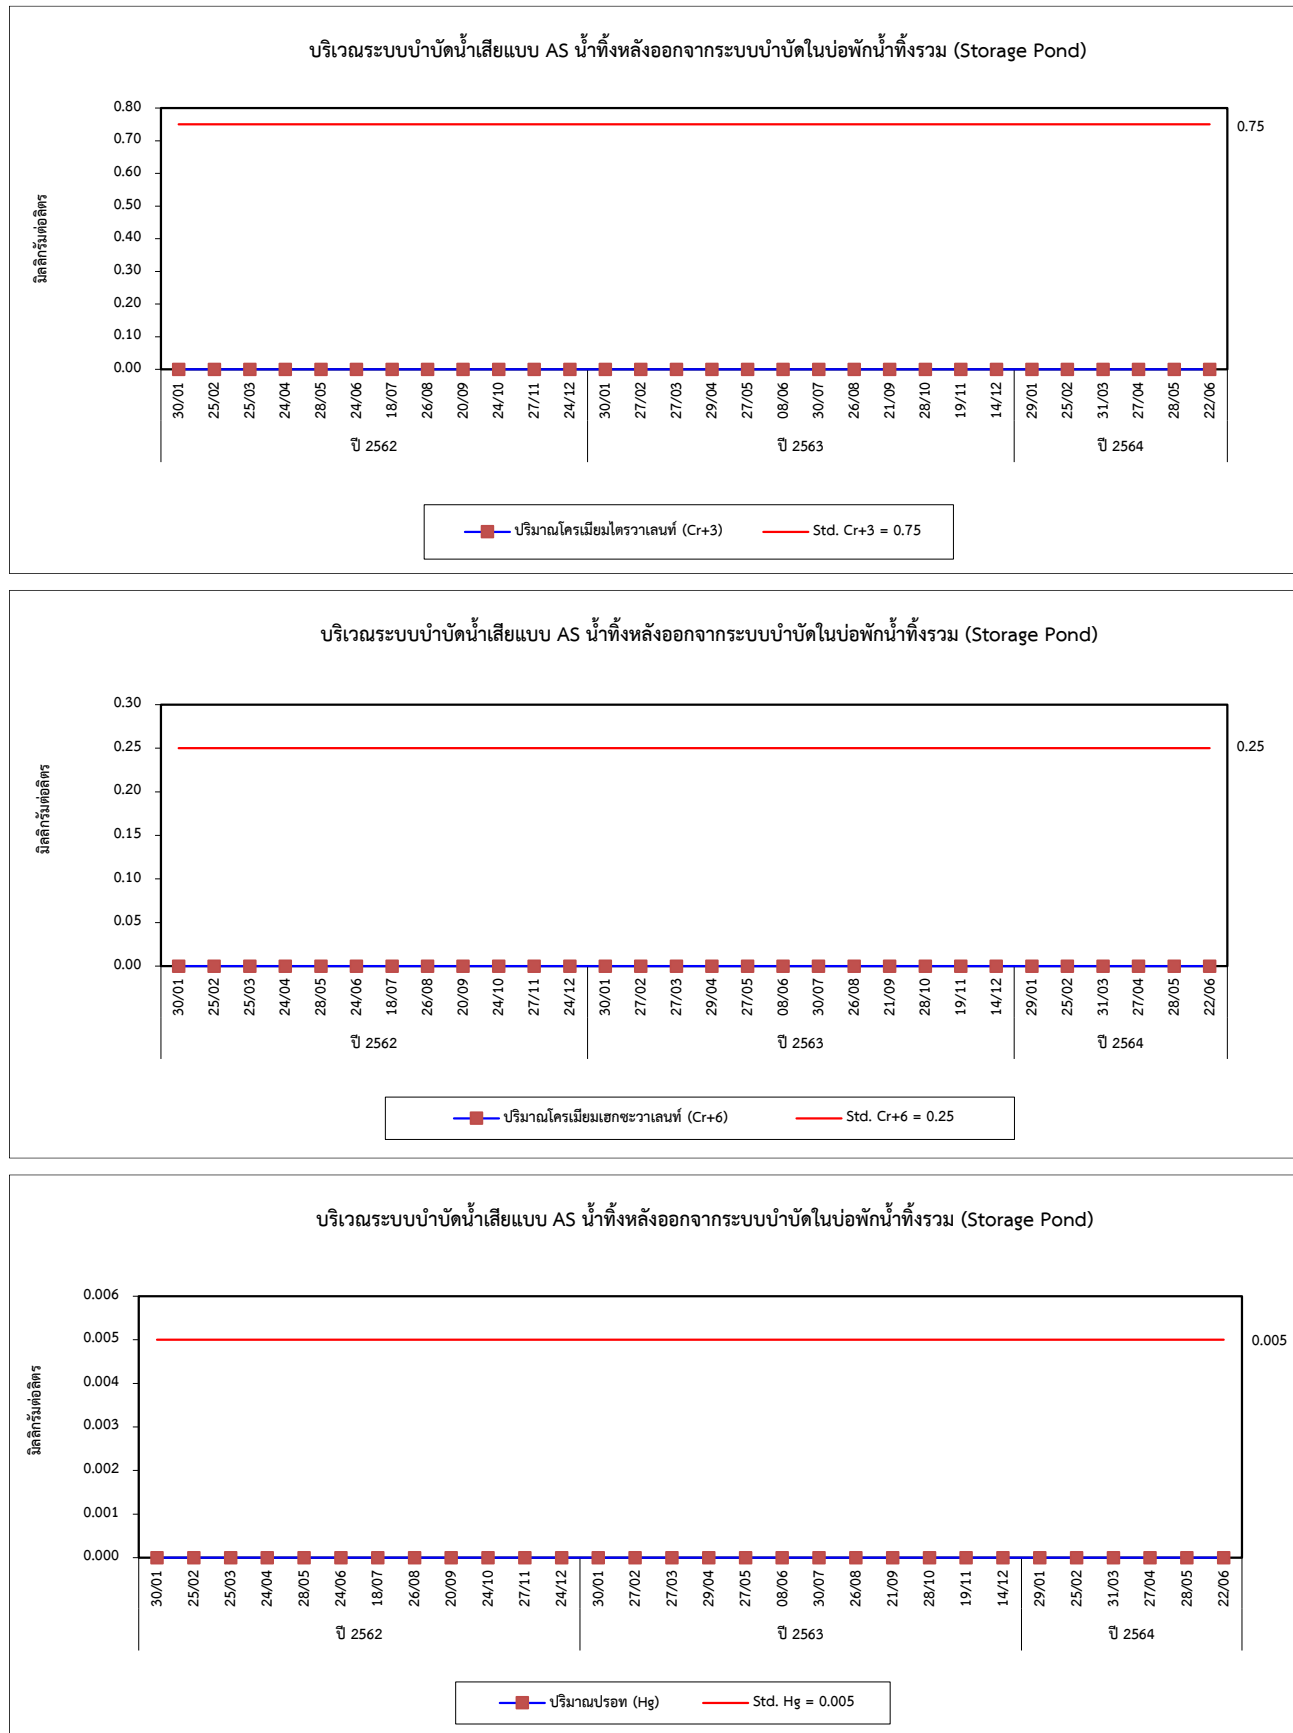 บริเวณระบบบำบัดน้ำเสียแบบ AS น้ำทิ้งหลังออกจากระบบบำบัดในบ่อพักน้ำทิ้งรวม (Storage Pond)
มิลลิกรัมต่อลิตร
0.80
0.70
0.60
0.50
0.40
0.30
0.20
0.10
0.00
0.75
30/01 25/02 25/03 24/04 28/05 24/06 18/07 26/08 20/09 24/10 27/11 24/12 30/01 27/02 27/03 29/04 27/05 08/06 30/07 26/08 21/09 28/10 19/11 14/12 29/01 25/02 31/03 27/04 28/05 22/06
ปี 2562 ปี 2563 ปี 2564
ปริมาณโครเมียมไตรวาเลนท์ (Cr+3) Std. Cr+3 = 0.75
บริเวณระบบบำบัดน้ำเสียแบบ AS น้ำทิ้งหลังออกจากระบบบำบัดในบ่อพักน้ำทิ้งรวม (Storage Pond)
มิลลิกรัมต่อลิตร
0.30
0.25
0.20
0.15
0.10
0.05
0.00
0.25
30/01 25/02 25/03 24/04 28/05 24/06 18/07 26/08 20/09 24/10 27/11 24/12 30/01 27/02 27/03 29/04 27/05 08/06 30/07 26/08 21/09 28/10 19/11 14/12 29/01 25/02 31/03 27/04 28/05 22/06
ปี 2562 ปี 2563 ปี 2564
ปริมาณโครเมียมเฮกซะวาเลนท์ (Cr+6) Std. Cr+6 = 0.25
บริเวณระบบบำบัดน้ำเสียแบบ AS น้ำทิ้งหลังออกจากระบบบำบัดในบ่อพักน้ำทิ้งรวม (Storage Pond)
มิลลิกรัมต่อลิตร
0.006
0.005
0.004
0.003
0.002
0.001
0.000
0.005
30/01 25/02 25/03 24/04 28/05 24/06 18/07 26/08 20/09 24/10 27/11 24/12 30/01 27/02 27/03 29/04 27/05 08/06 30/07 26/08 21/09 28/10 19/11 14/12 29/01 25/02 31/03 27/04 28/05 22/06
ปี 2562 ปี 2563 ปี 2564
ปริมาณปรอท (Hg) Std. Hg = 0.005